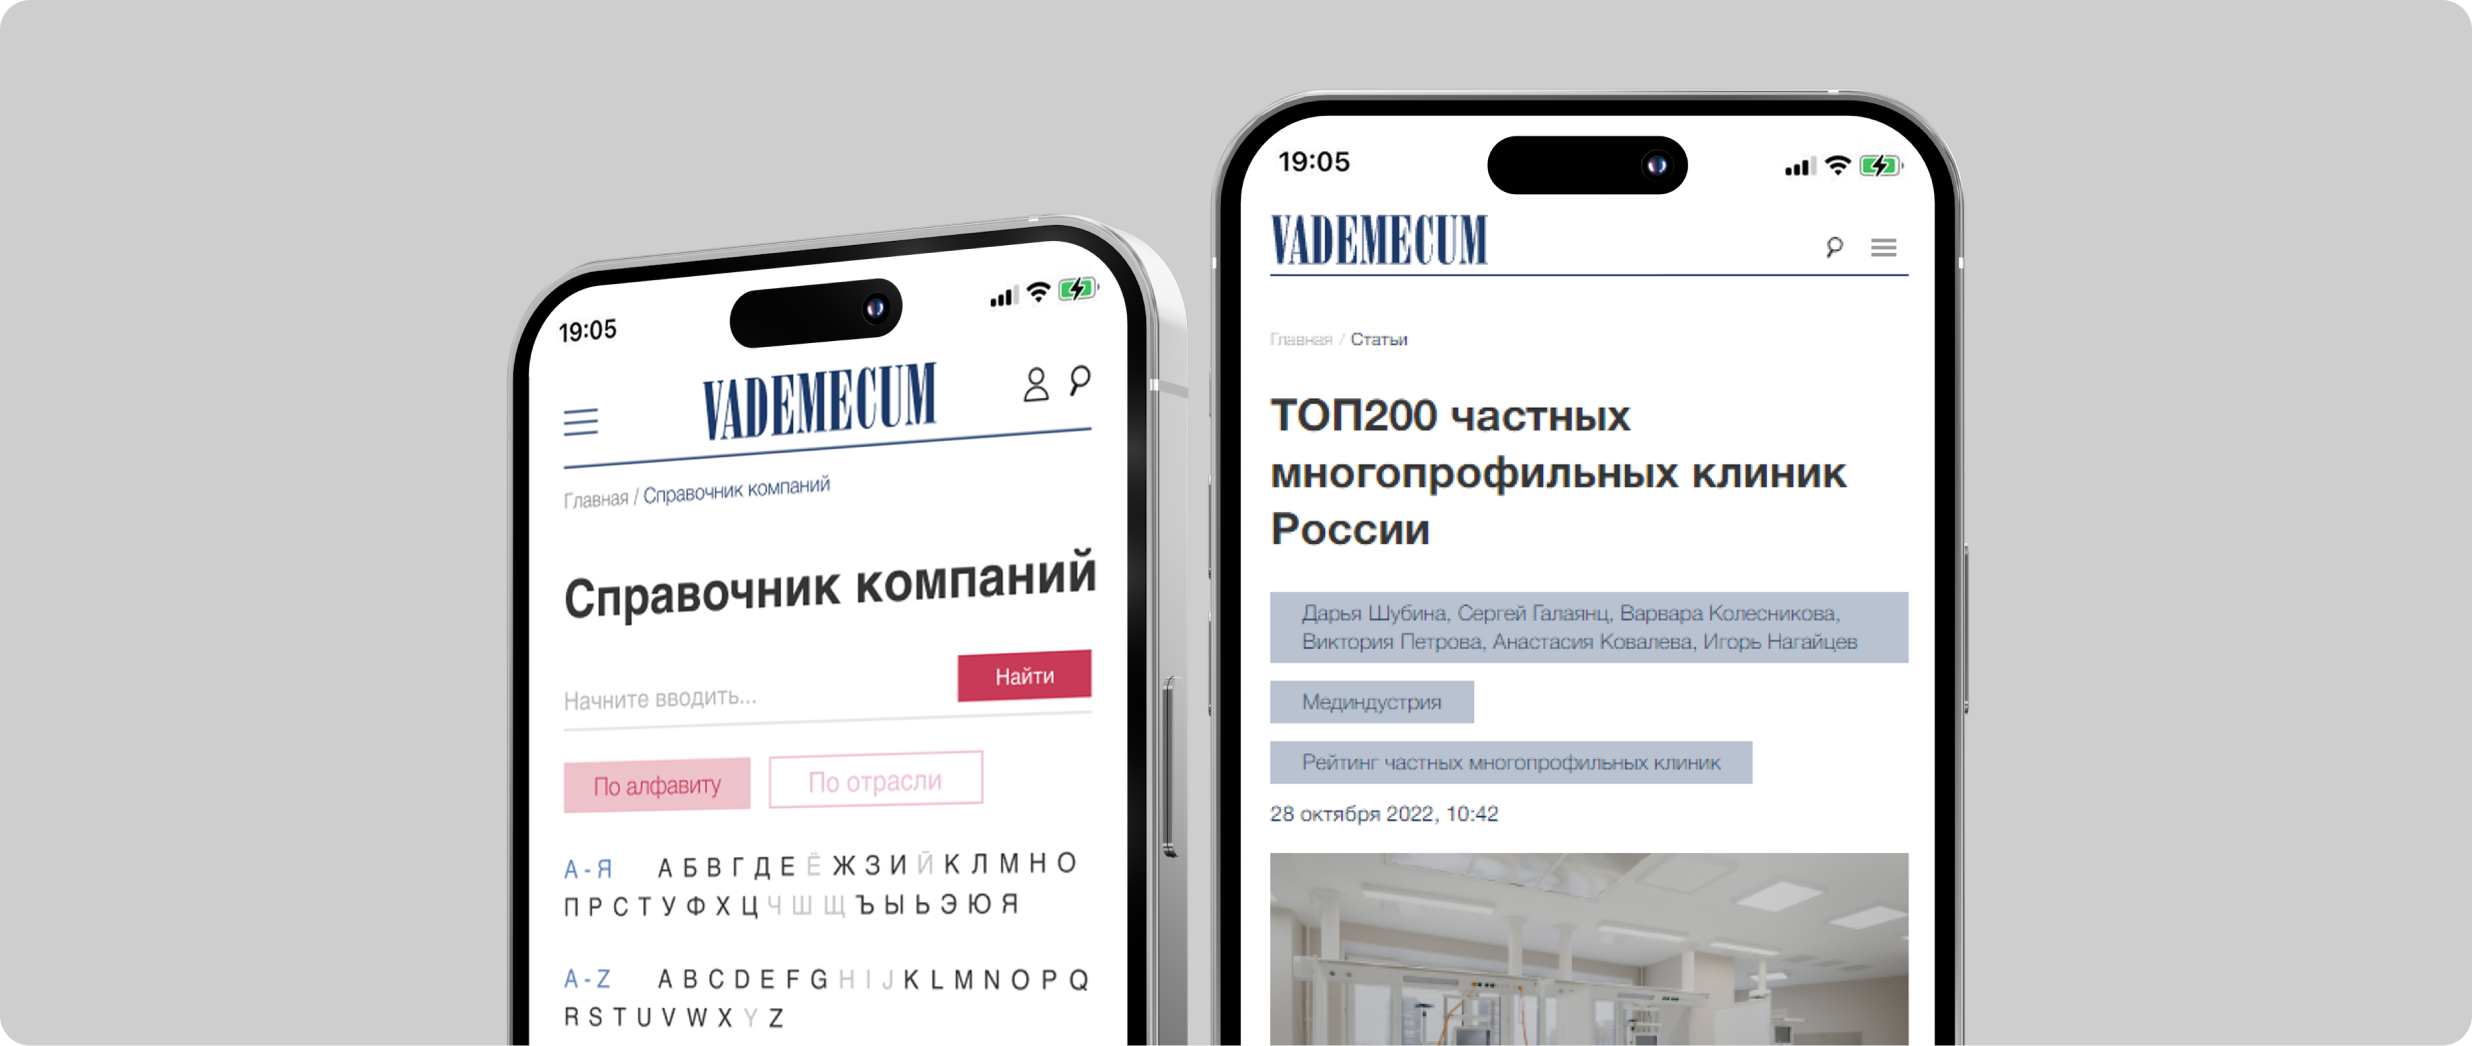 19:05
VADEMECUM
Главная / Справочник компаний
Справочник компаний
Начните вводить...
Найти
По алфавиту
По отрасли
А - Я А Б В Г Д Е Ё Ж З И Й К Л М Н О
П Р С Т У Ф Х Ц Ч Ш Щ Ъ Ы Ь Э Ю Я
A - Z A B C D E F G H I J K L M N O P Q
R S T U V W X Y Z
19:05
VADEMECUM
Главная / Статьи
ТОП200 частных
многопрофильных клиник
России
Дарья Шубина, Сергей Галаянц, Варвара Колесникова,
Виктория Петрова, Анастасия Ковалева, Игорь Нагайцев
Мединдустрия
Рейтинг частных многопрофильных клиник
28 октября 2022, 10:42